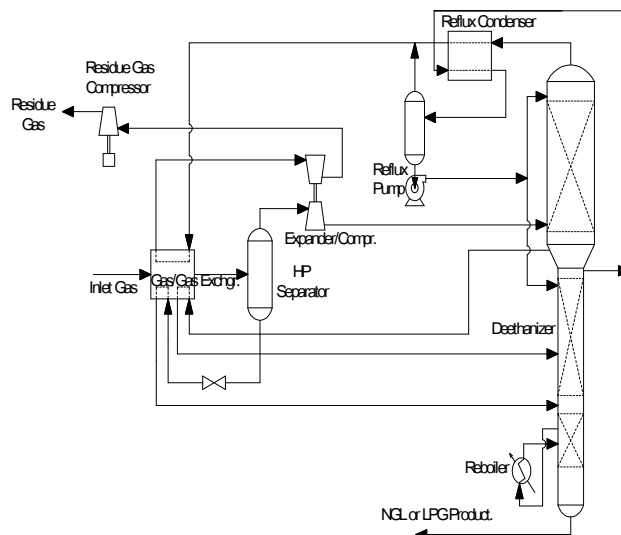 Reflux Condenser
Residue Gas
Compressor
Residue
Gas
Reflux
Pump
Expander/Compr.
Inlet Gas
Gas/Gas Exchgr.
HP
Separator
Deethanizer
Reboiler
NGL or LPG Product.